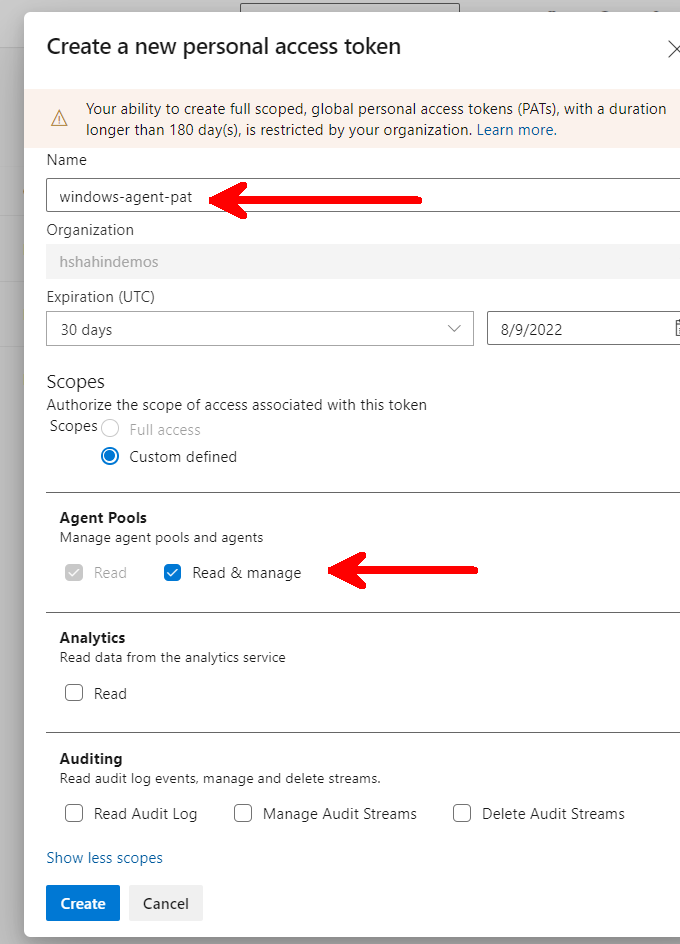 Create a new personal access token
Your ability to create full scoped, global personal access tokens (PATs), with a duration
longer than 180 day(s), is restricted by your organization. Learn more.
Name
windows-agent-pat
Organization
hshahindemos
Expiration (UTC)
30 days
8/9/2022
Scopes
Authorize the scope of access associated with this token
Scopes
Full access
Custom defined
Agent Pools
Manage agent pools and agents
Read
Read & manage
Analytics
Read data from the analytics service
Read
Auditing
Read audit log events, manage and delete streams.
Read Audit Log
Manage Audit Streams
Delete Audit Streams
Show less scopes
Create
Cancel